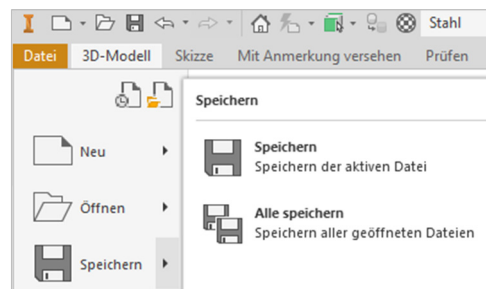 Stahl
Datei 3D-Modell Skizze Mit Anmerkung versehen Prüfen
Speichern
Neu
Speichern
Speichern der aktiven Datei
Öffnen
Alle speichern
Speichern aller geöffneten Dateien
Speichern